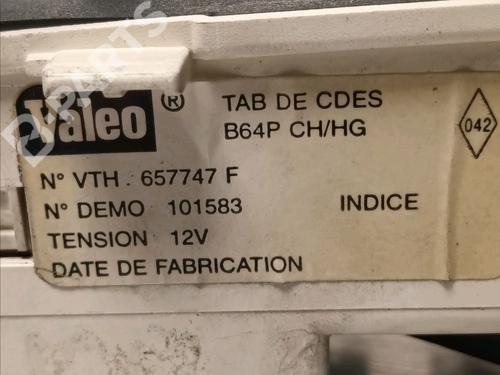 Valeo ® TAB DE CDES
B64P CH/HG
042
N° VTH . 657747 F
N° DEMO 101583 INDICE
TENSION 12V
DATE DE FABRICATION